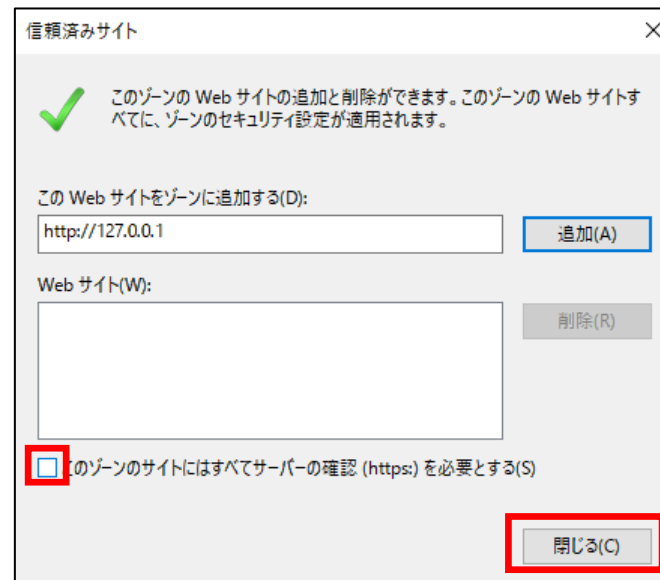 信頼済みサイト
このゾーンの Web サイトの追加と削除ができます。このゾーンの Web サイトす
べてに、ゾーンのセキュリティ設定が適用されます。
この Web サイトをゾーンに追加する(D):
http://127.0.0.1
追加(A)
Web サイト(W):
削除(R)
このゾーンのサイトにはすべてサーバーの確認 (https:) を必要とする(S)
閉じる(C)